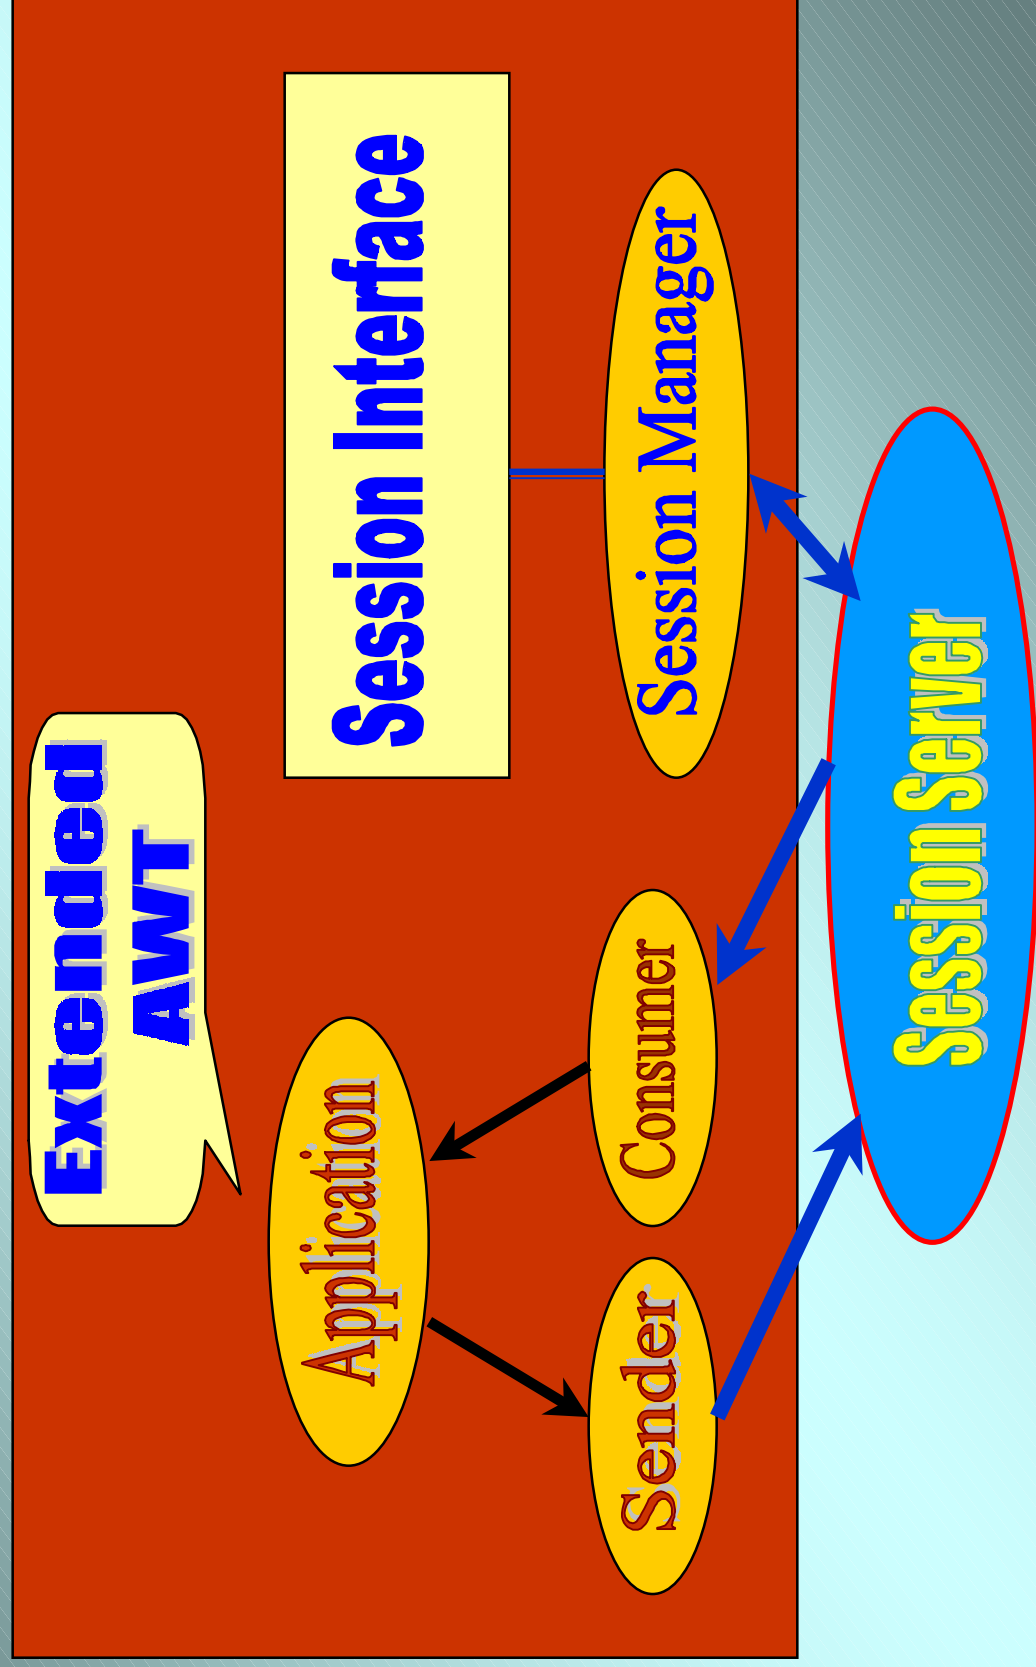 Extended
AWT
Session Interface
Application
Session Manager
Consumer
Sender
Session Server